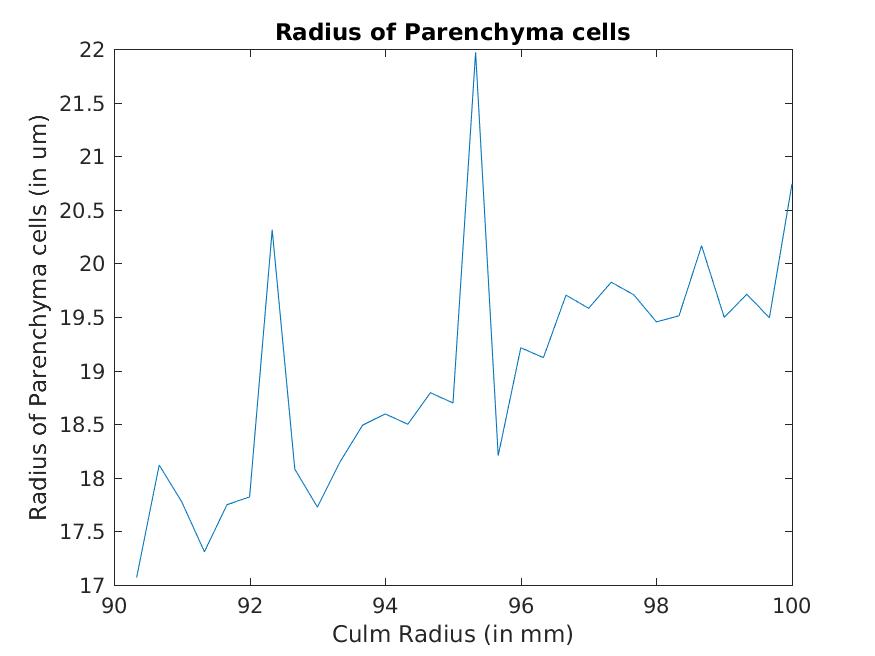 Radius of Parenchyma cells
22
21.5
21
20.5
20
19.5
19
18.5
18
17.5
17
Radius of Parenchyma cells (in um)
90 92 94 96 98 100
Culm Radius (in mm)